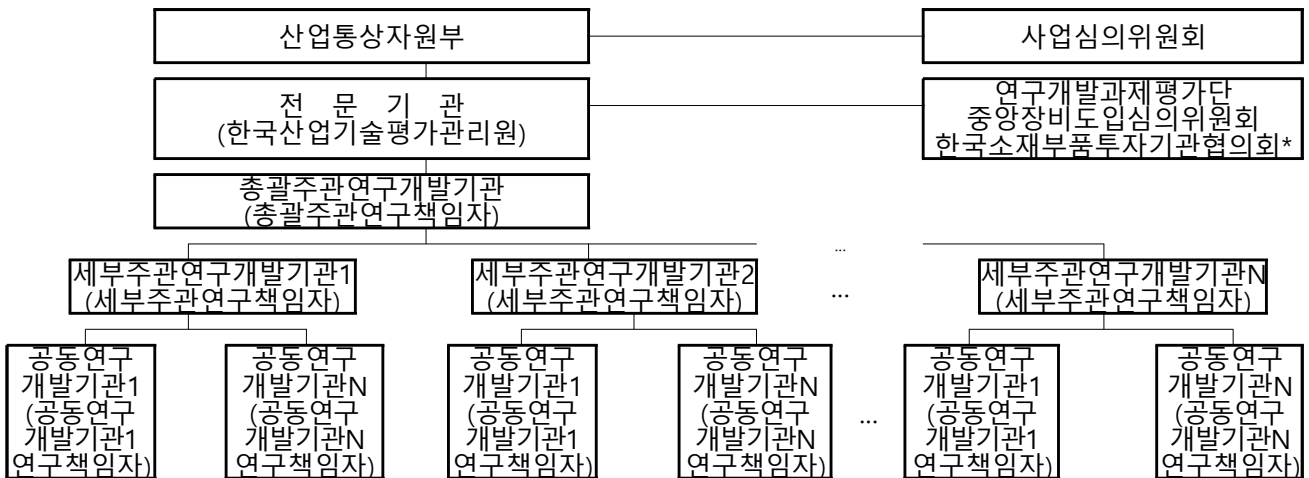 산업통상자원부
사업심의위원회
전 문 기 관
(한국산업기술평가관리원)
연구개발과제평가단
중앙장비도입심의위원회
한국소재부품투자기관협의회*
총괄주관연구개발기관
(총괄주관연구책임자)
...
세부주관연구개발기관1
(세부주관연구책임자)
세부주관연구개발기관2
(세부주관연구책임자)
...
세부주관연구개발기관N
(세부주관연구책임자)
공동연구
개발기관1
(공동연구
개발기관1
연구책임자)
공동연구
개발기관N
(공동연구
개발기관N
연구책임자)
공동연구
개발기관1
(공동연구
개발기관1
연구책임자)
공동연구
개발기관N
(공동연구
개발기관N
연구책임자)
...
공동연구
개발기관1
(공동연구
개발기관1
연구책임자)
공동연구
개발기관N
(공동연구
개발기관N
연구책임자)